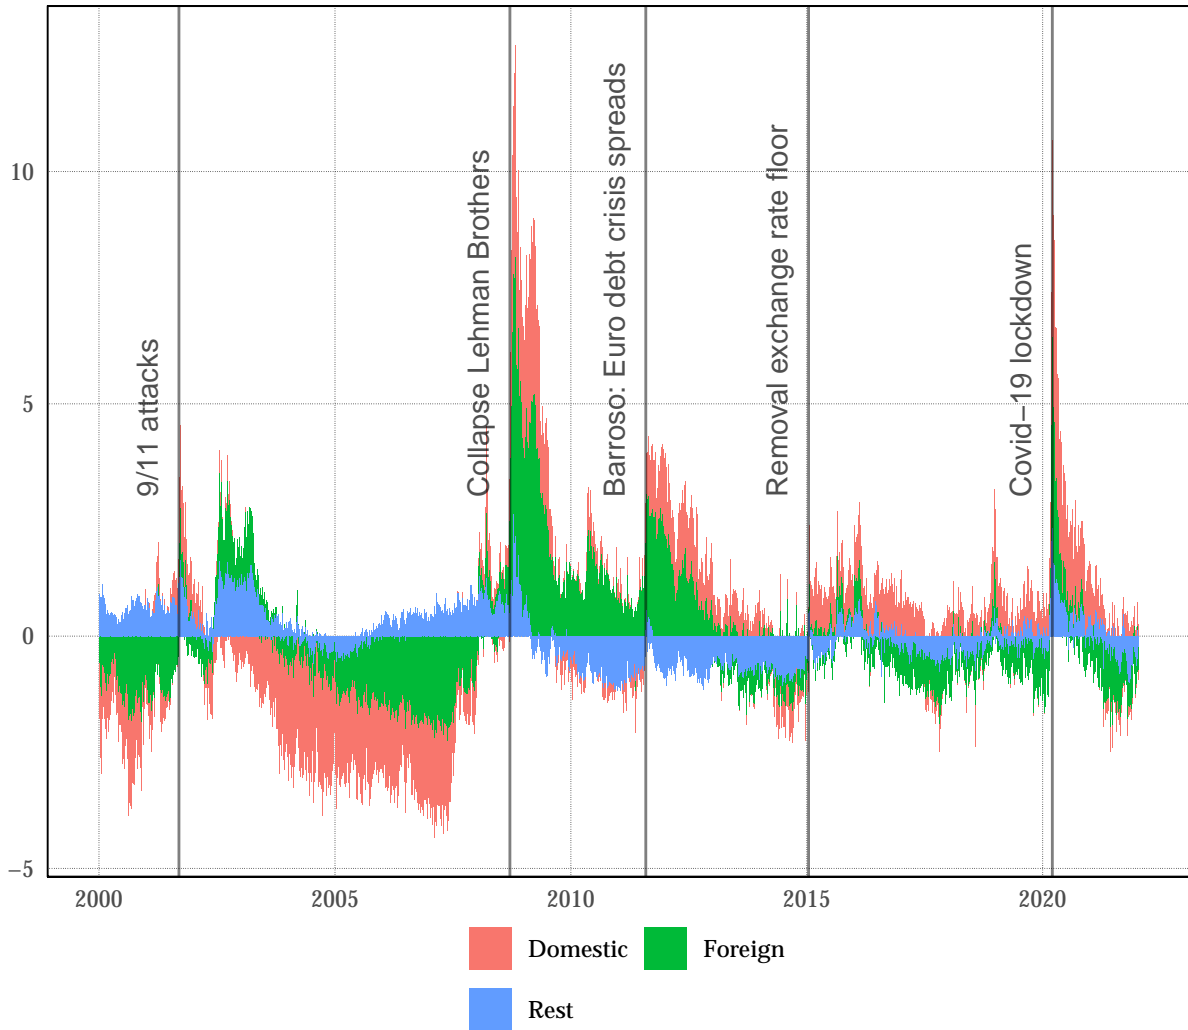 10
5
0
−5
9/11 attacks
Collapse Lehman Brothers
Barroso: Euro debt crisis spreads
Removal exchange rate floor
Covid−19 lockdown
2000
2005
2010
2015
2020
Domestic
Foreign
Rest